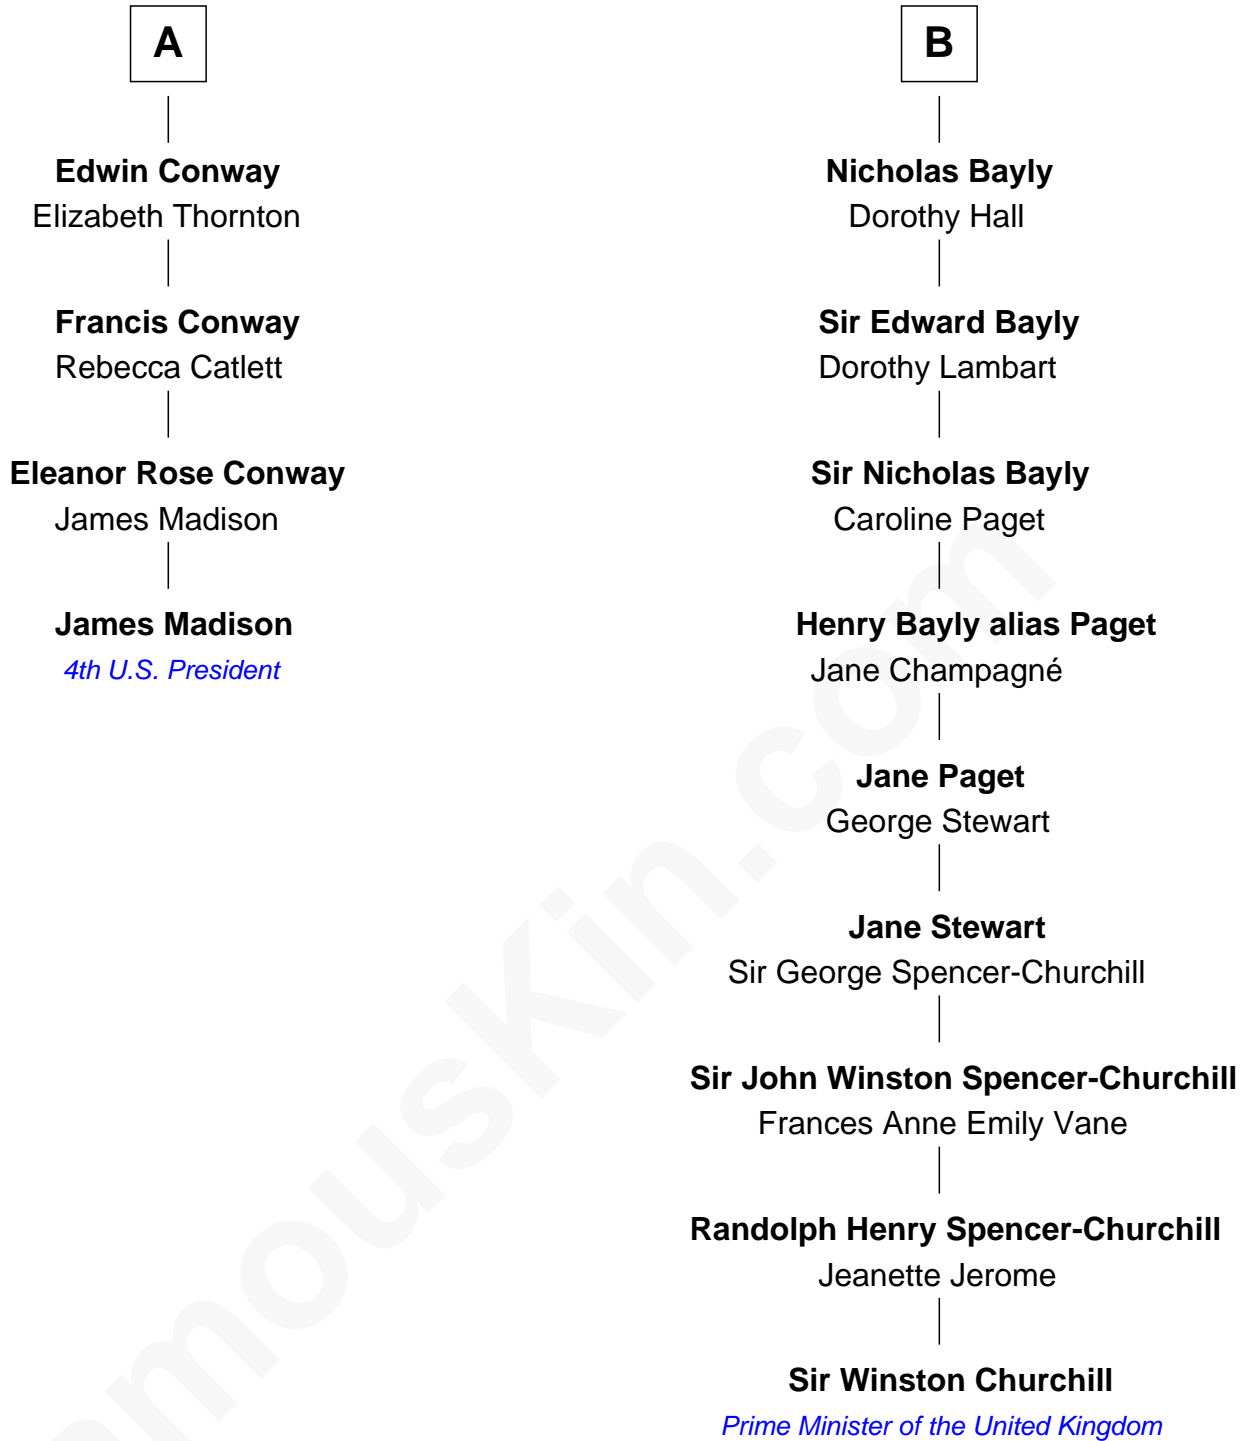 A
Edwin Conway
Elizabeth Thornton
Francis Conway
Rebecca Catlett
Eleanor Rose Conway
James Madison
James Madison
4th U.S. President
B
Nicholas Bayly
Dorothy Hall
Sir Edward Bayly
Dorothy Lambart
Sir Nicholas Bayly
Caroline Paget
Henry Bayly alias Paget
Jane Champagné
Jane Paget
George Stewart
Jane Stewart
Sir George Spencer-Churchill
Sir John Winston Spencer-Churchill
Frances Anne Emily Vane
Randolph Henry Spencer-Churchill
Jeanette Jerome
Sir Winston Churchill
Prime Minister of the United Kingdom
amousKin.com